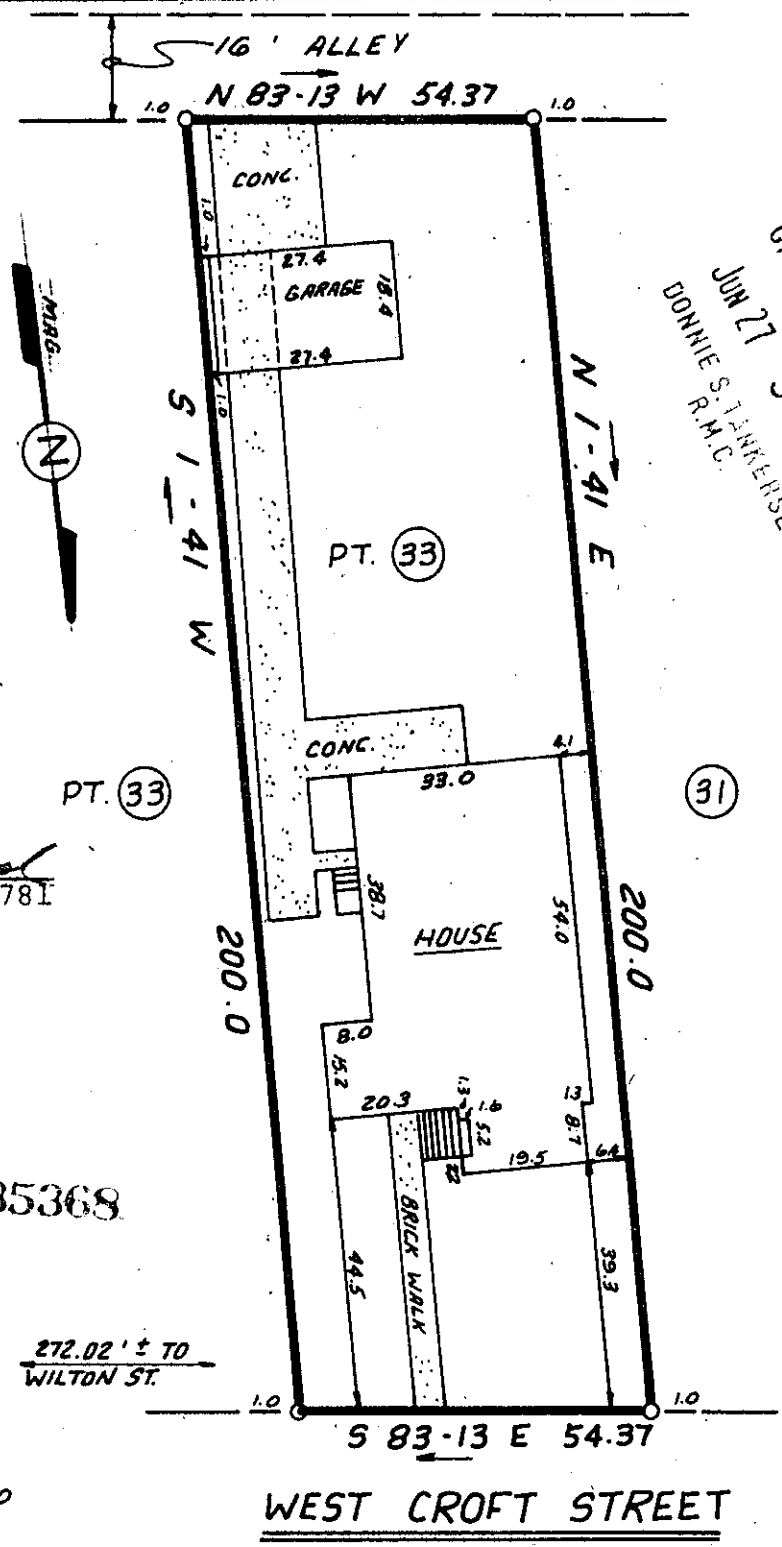 16' ALLEY
1.0 N 83-13 W 54.37 1.0
CONC.
1.0
27.4
GARAGE
18.4
27.4
1.0
MAG.
N
JUN 27
DONNIE S. TANKERSL
R.M.C.
S 1-41 W
N 1-41 E
PT. 33
CONC.
4.1
33.0
PT. 33
31
781
38.7
HOUSE
54.0
200.0
200.0
8.0
15.2
20.3
1.3
1.6
5.2
13
8.7
19.5
6.4
35368
BRICK WALK
44.5
39.3
272.02' ± TO
WILTON ST.
1.0
1.0
S 83-13 E 54.37
WEST CROFT STREET